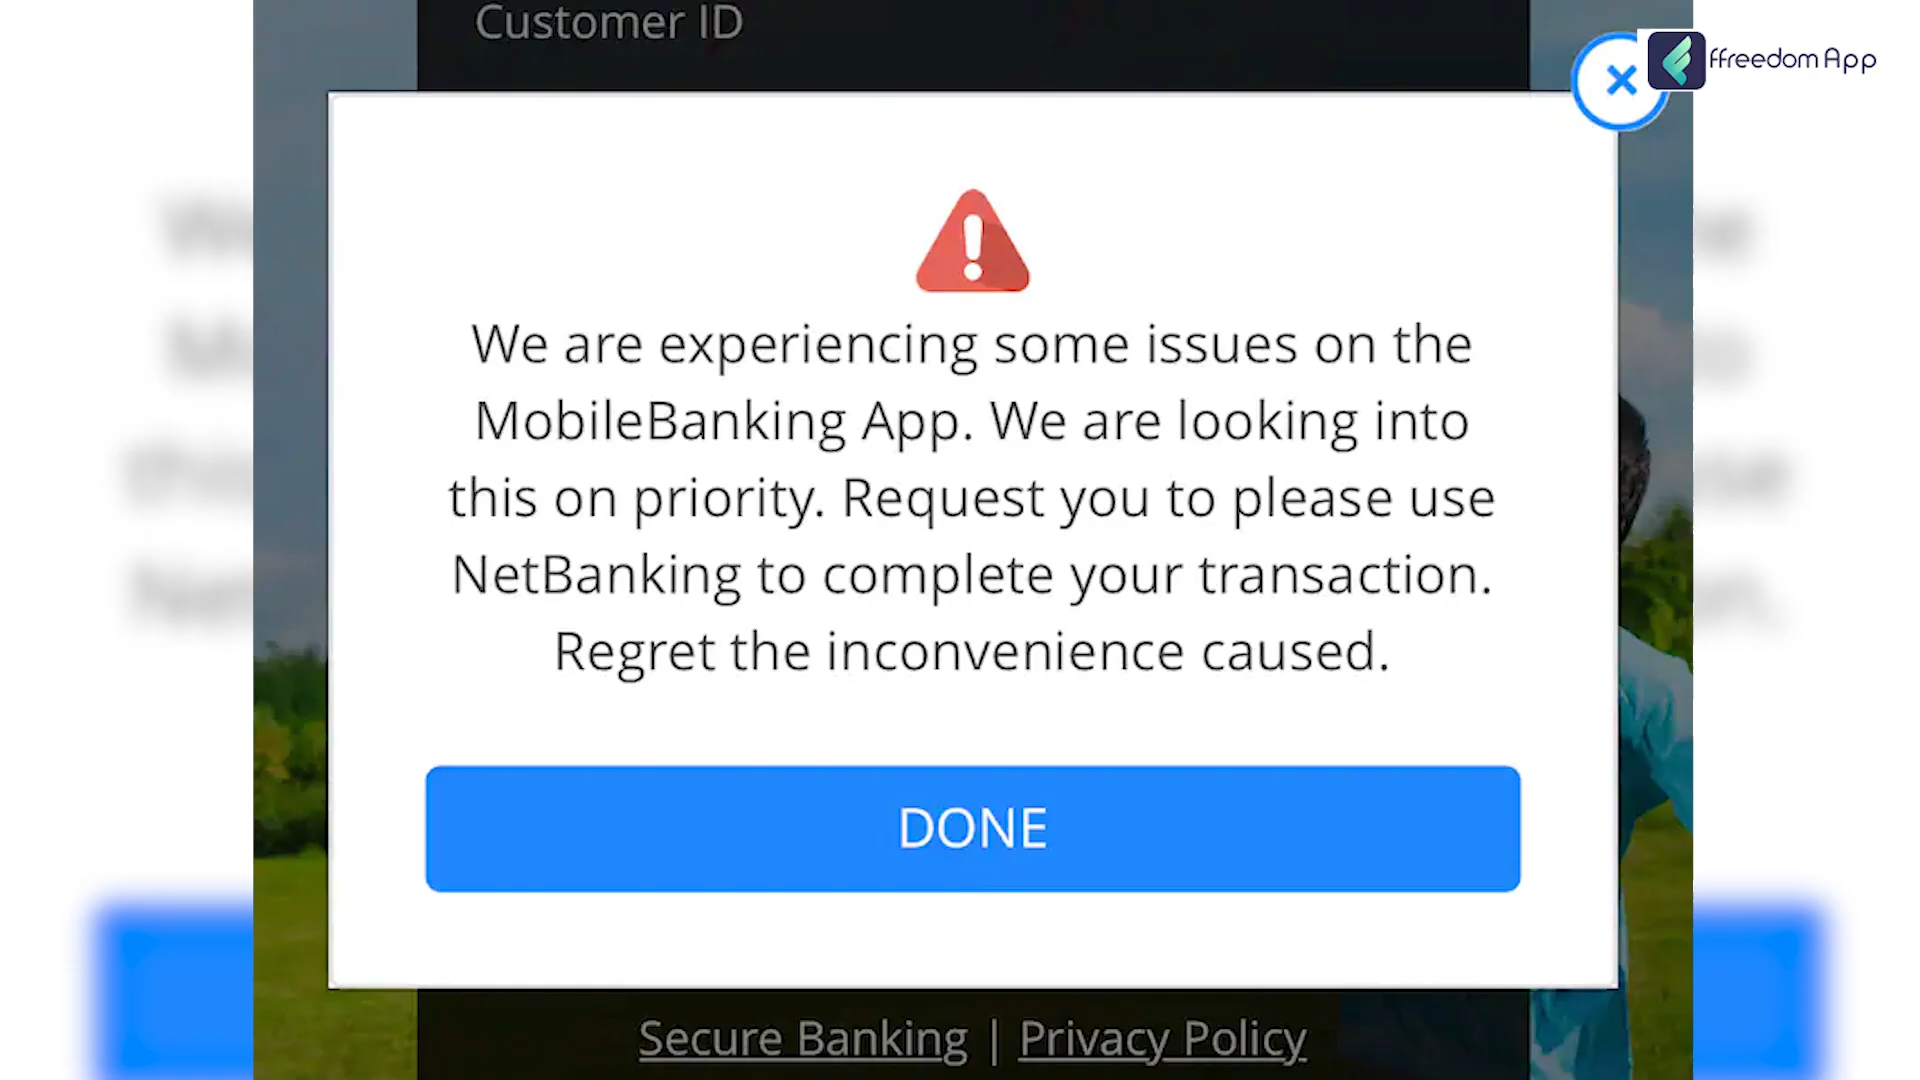 Customer ID
ffreedom App
We are experiencing some issues on the
MobileBanking App. We are looking into
this on priority. Request you to please use
NetBanking to complete your transaction.
Regret the inconvenience caused.
DONE
Secure Banking | Privacy Policy